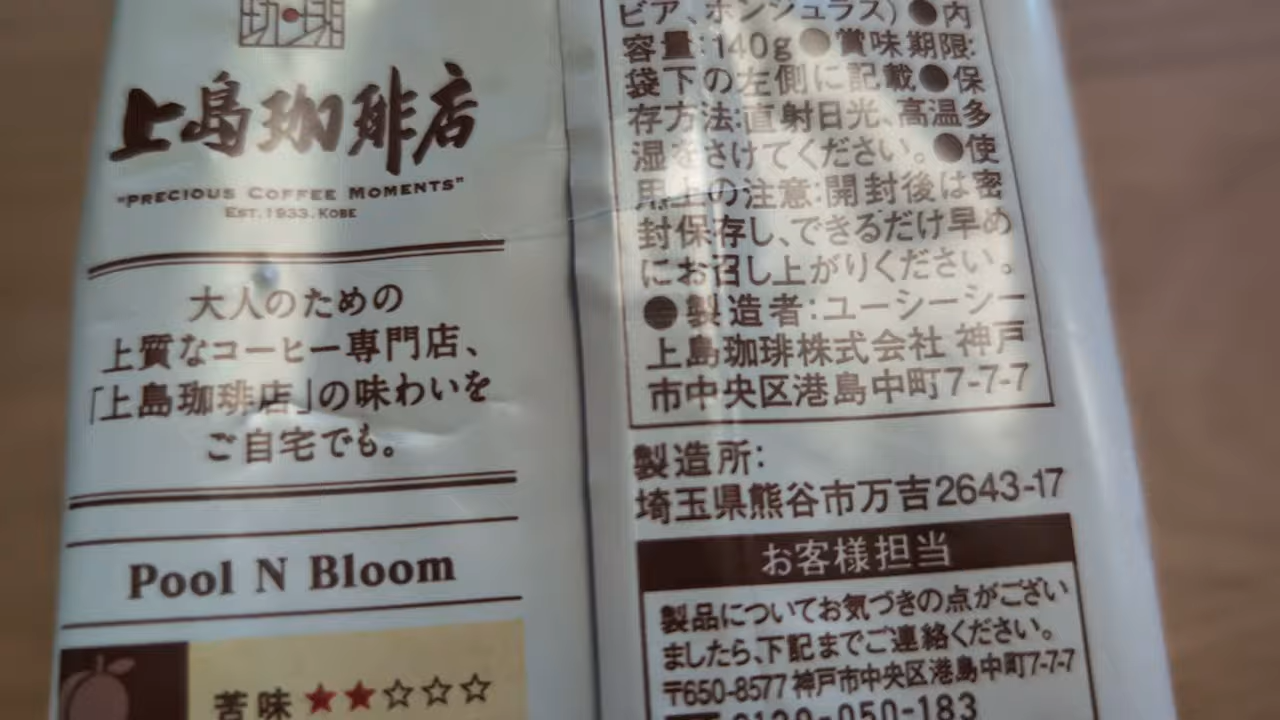 珈・琲
上島珈琲店
"PRECIOUS COFFEE MOMENTS"
EST. 1933. KOBE
大人のための
上質なコーヒー専門店、
「上島珈琲店」の味わいを
ご自宅でも。
Pool N Bloom
苦味 ★★☆☆☆
ビア、ホンジュラス) ●内
容量:140g●賞味期限:
袋下の左側に記載●保
存方法:直射日光、高温多
湿をさけてください。●使
用上の注意:開封後は密
封保存し、できるだけ早め
にお召し上がりください。
●製造者:ユーシーシー
上島珈琲株式会社 神戸
市中央区港島中町7-7-7
製造所:
埼玉県熊谷市万吉2643-17
お客様担当
製品についてお気づきの点がござい
ましたら、下記までご連絡ください。
〒650-8577 神戸市中央区港島中町7-7-7
0120-050-183